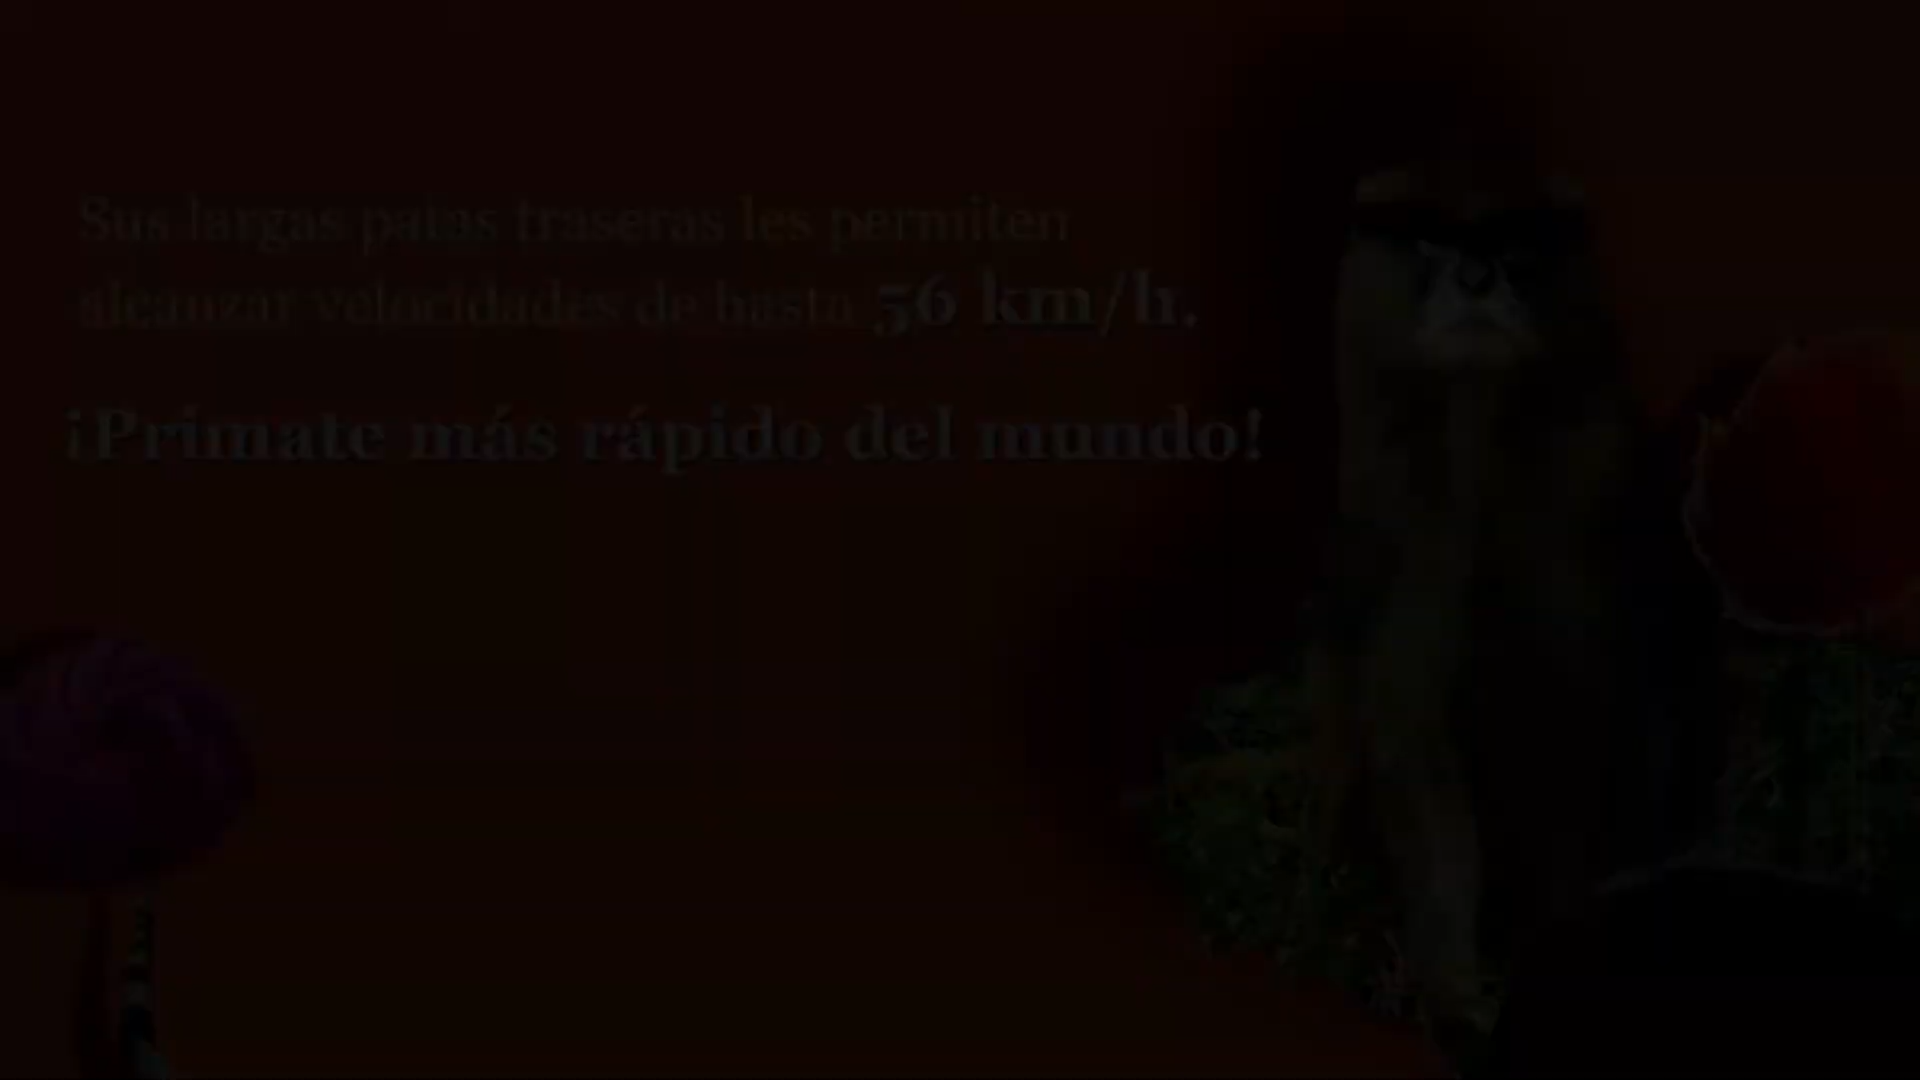 Sus largas patas traseras les permiten
alcanzar velocidades de hasta 56 km/h.
¡Primate más rápido del mundo!